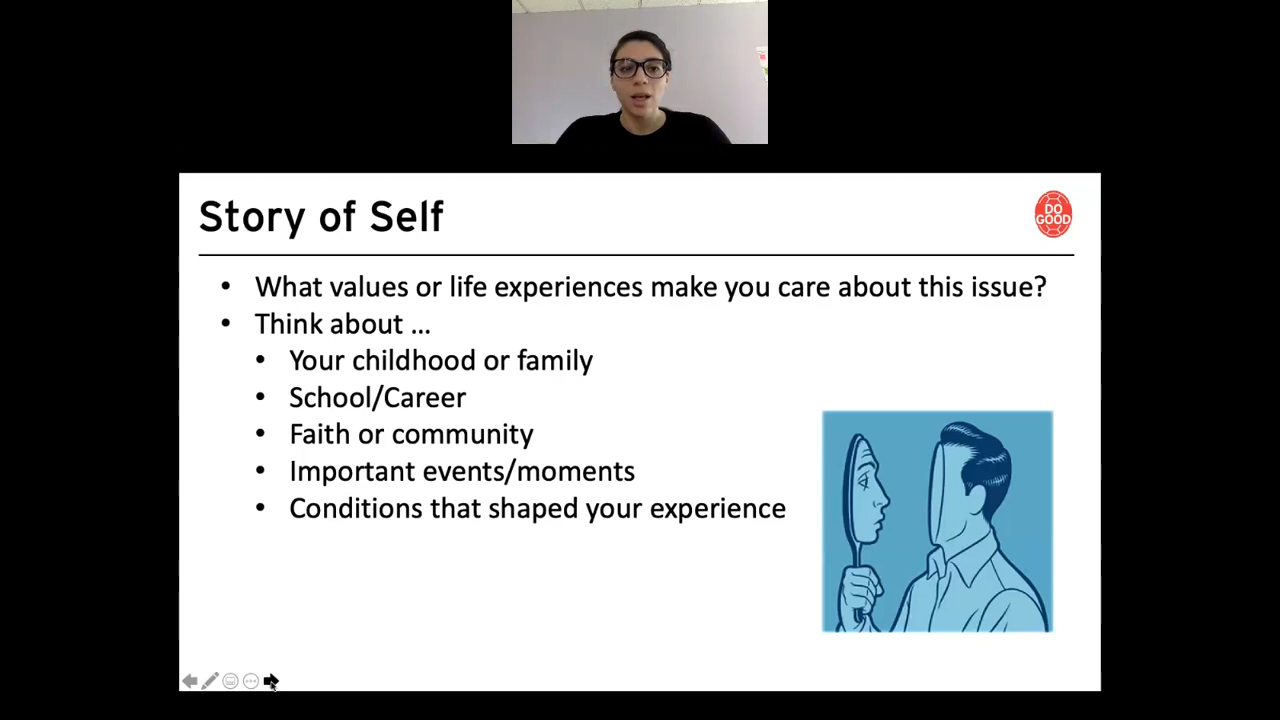 Story of Self
DO
GOOD
• What values or life experiences make you care about this issue?
• Think about ...
• Your childhood or family
• School/Career
• Faith or community
• Important events/moments
• Conditions that shaped your experience